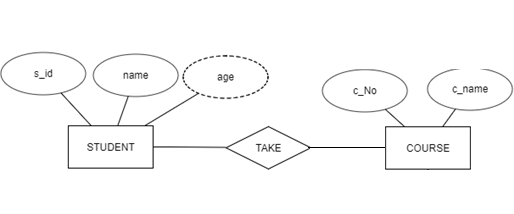 s_id
name
age
c_No
c_name
STUDENT
TAKE
COURSE